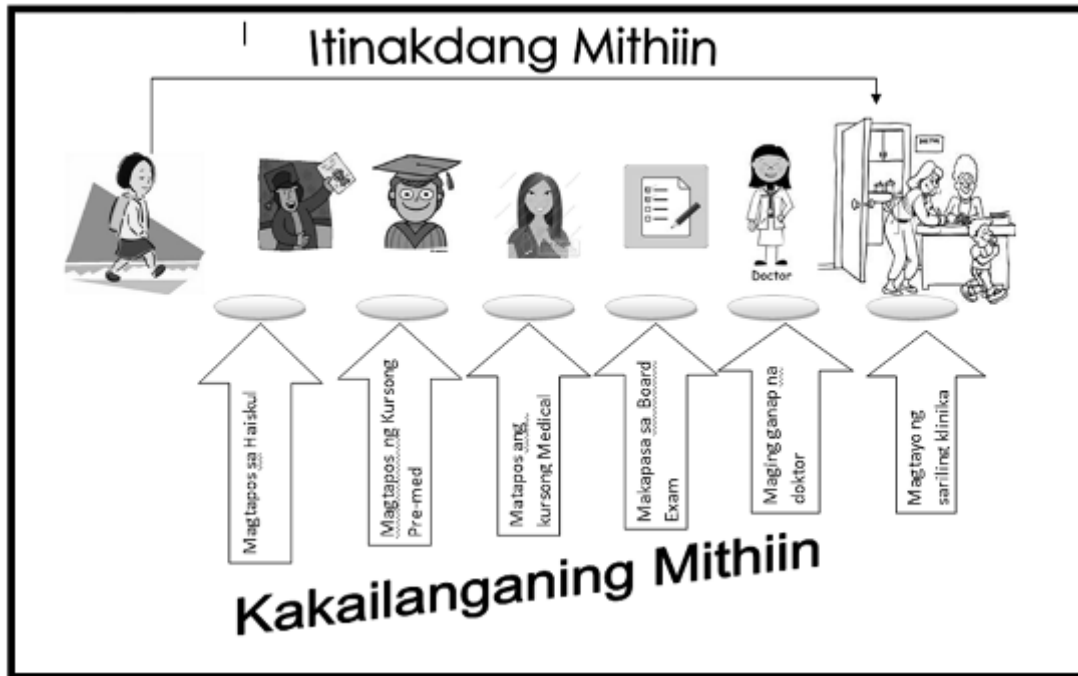 Itinakdang Mithiin
Doctor
Magtapos sa Haiskul
Magtapos ng Kursong
Pre-med
Matapos ang
kursong Medical
Makapasa sa Board
Exam
Maging ganap na
doktor
Magtayo ng
sariling klinika
Kakailanganing Mithiin